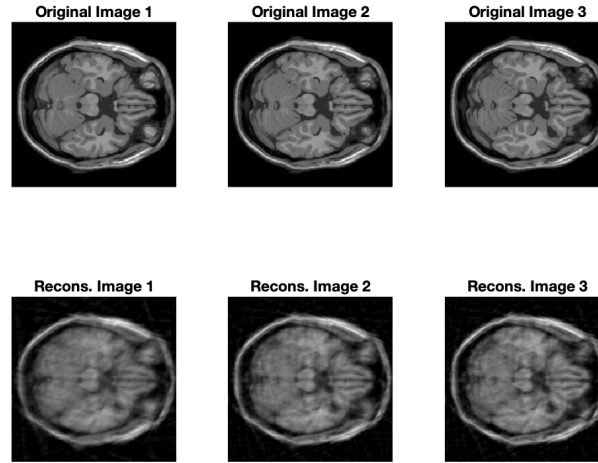 Original Image 1
Original Image 2
Original Image 3
Recons. Image 1
Recons. Image 2
Recons. Image 3